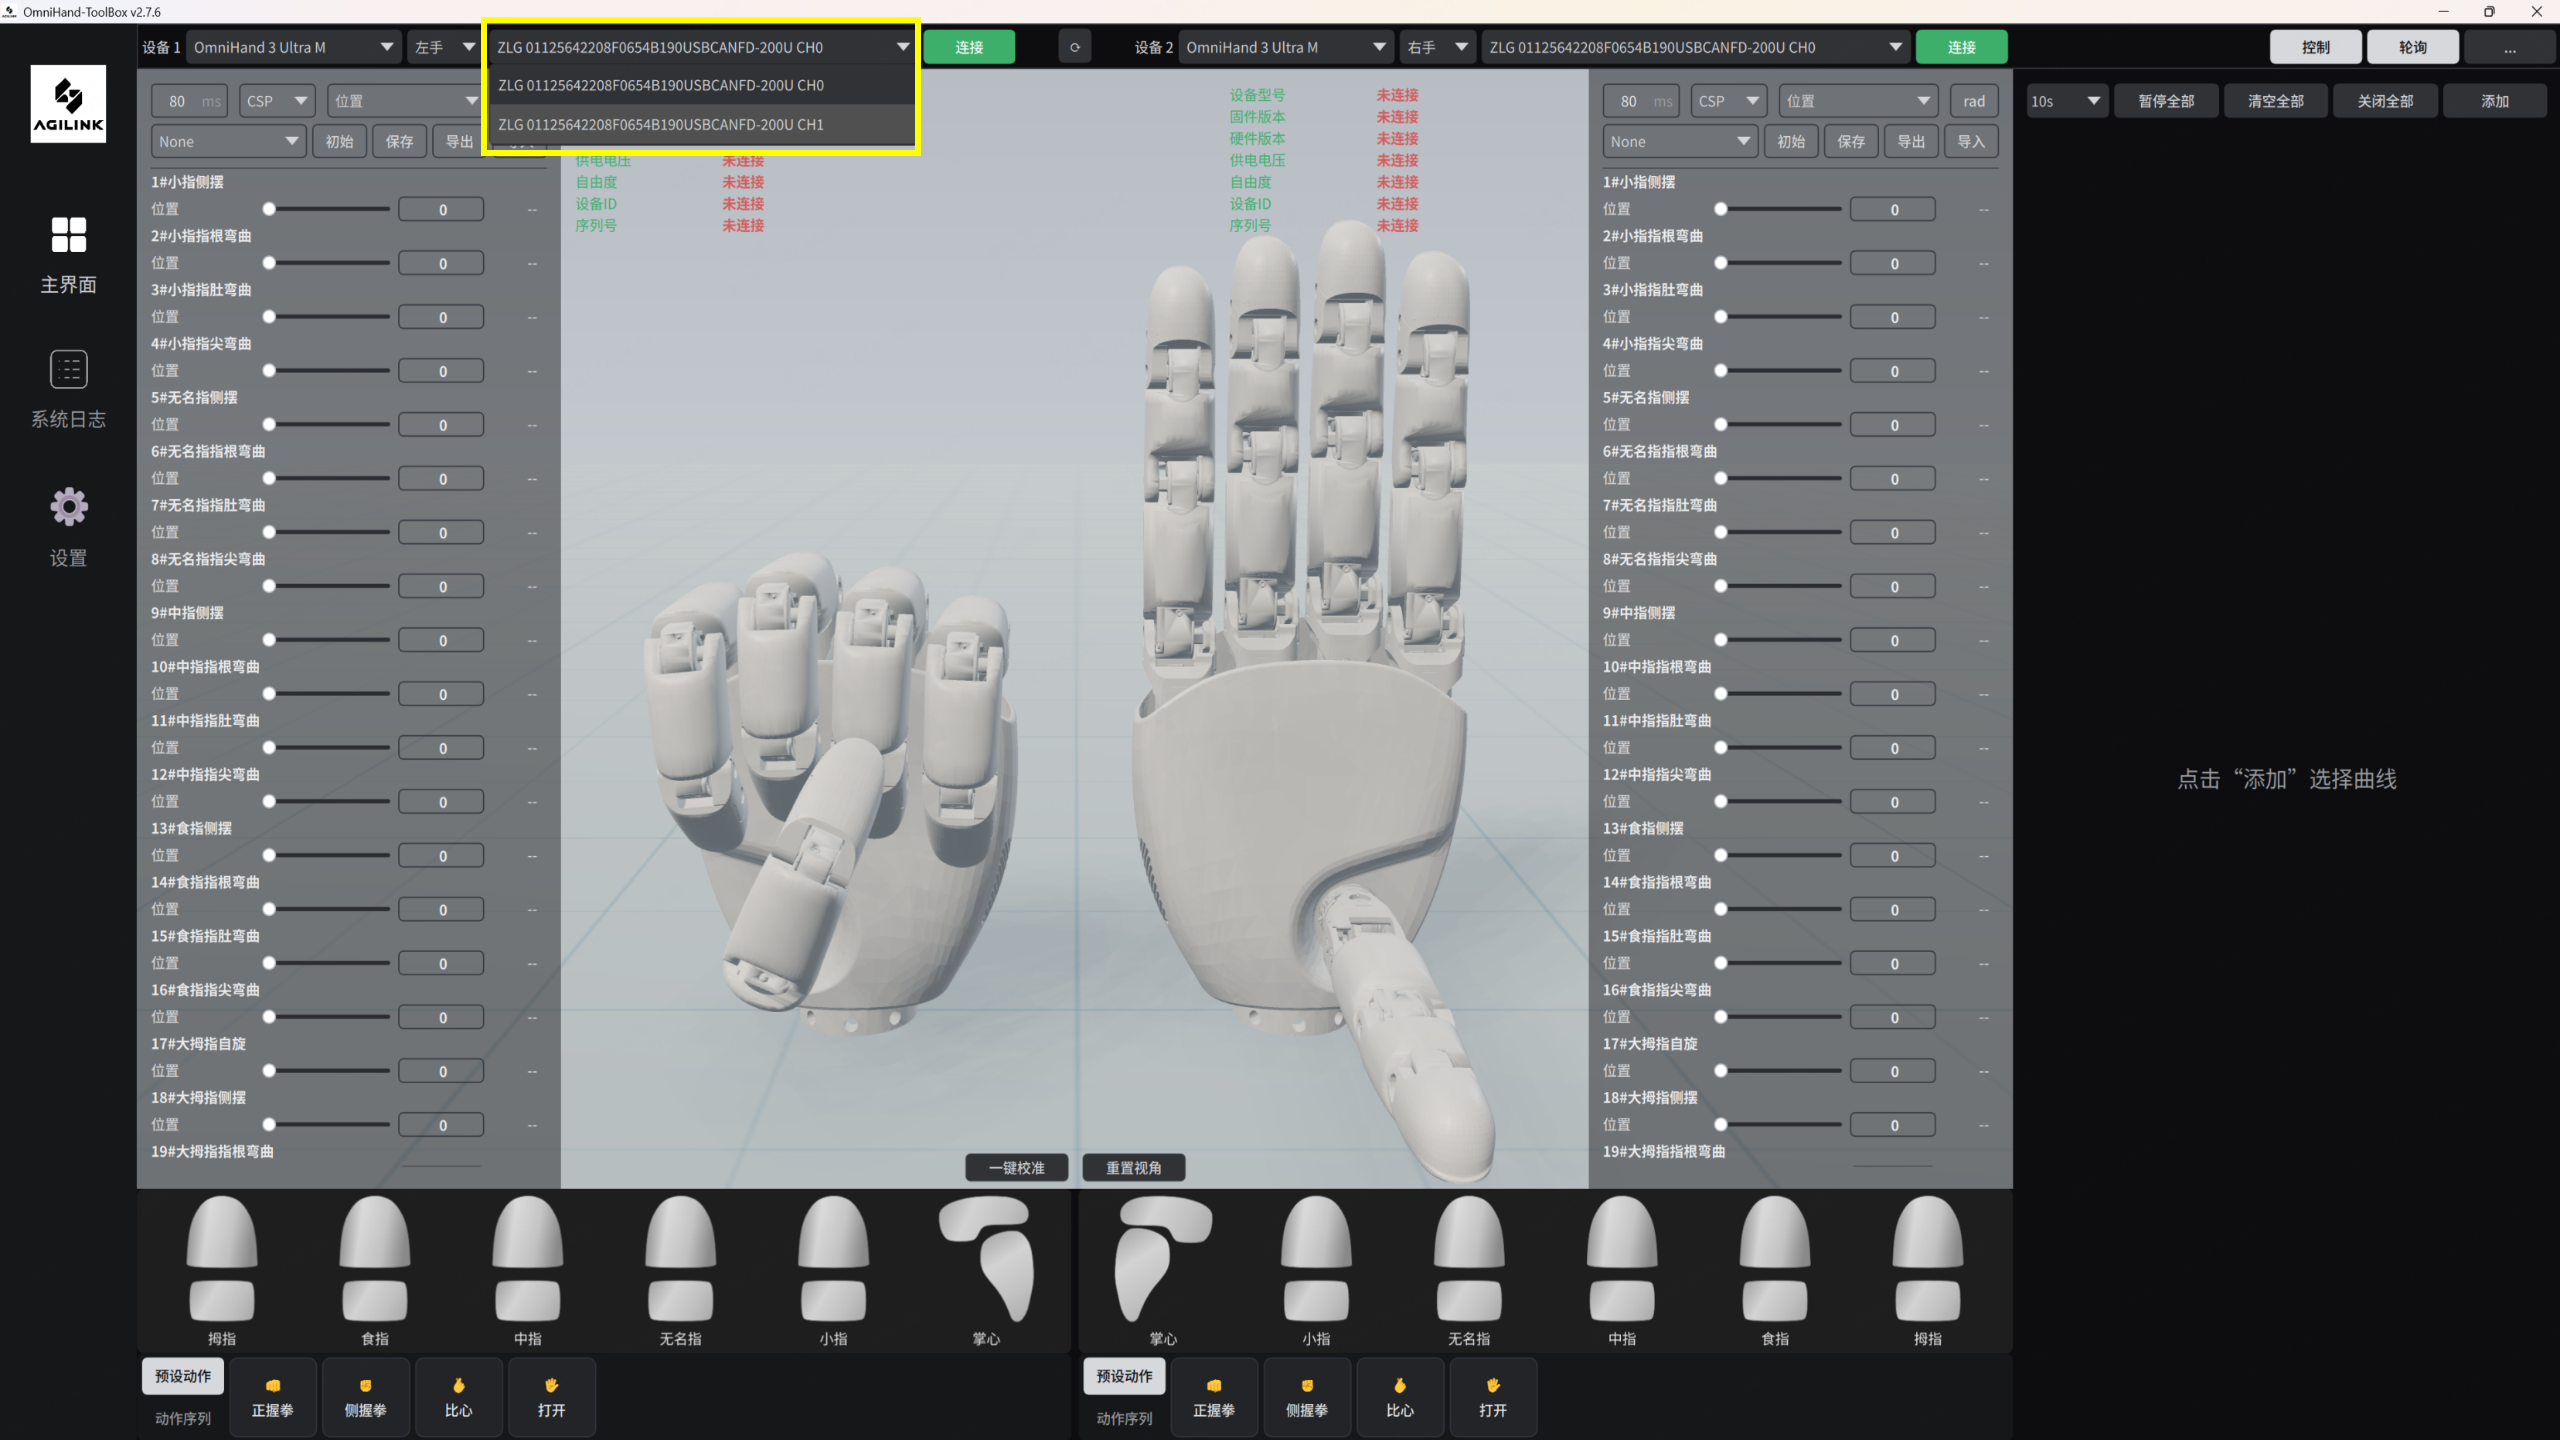 OmniHand-ToolBox v2.7.6
设备 1 OmniHand 3 Ultra M 左手 ZLG 01125642208F0654B190USBCANFD-200U CH0 连接 设备 2 OmniHand 3 Ultra M 右手 ZLG 01125642208F0654B190USBCANFD-200U CH0 连接 控制 轮询 ...
ZLG 01125642208F0654B190USBCANFD-200U CH0
ZLG 01125642208F0654B190USBCANFD-200U CH1
AGILINK
主界面
系统日志
设置
80 ms CSP 位置
None 初始 保存 导出
1#小指侧摆
位置 0 --
2#小指指根弯曲
位置 0 --
3#小指指肚弯曲
位置 0 --
4#小指指尖弯曲
位置 0 --
5#无名指侧摆
位置 0 --
6#无名指指根弯曲
位置 0 --
7#无名指指肚弯曲
位置 0 --
8#无名指指尖弯曲
位置 0 --
9#中指侧摆
位置 0 --
10#中指指根弯曲
位置 0 --
11#中指指肚弯曲
位置 0 --
12#中指指尖弯曲
位置 0 --
13#食指侧摆
位置 0 --
14#食指指根弯曲
位置 0 --
15#食指指肚弯曲
位置 0 --
16#食指指尖弯曲
位置 0 --
17#大拇指自旋
位置 0 --
18#大拇指侧摆
位置 0 --
19#大拇指指根弯曲
供电电压 未连接
自由度 未连接
设备ID 未连接
序列号 未连接
设备型号 未连接
固件版本 未连接
硬件版本 未连接
供电电压 未连接
自由度 未连接
设备ID 未连接
序列号 未连接
一键校准 重置视角
80 ms CSP 位置 rad
None 初始 保存 导出 导入
1#小指侧摆
位置 0 --
2#小指指根弯曲
位置 0 --
3#小指指肚弯曲
位置 0 --
4#小指指尖弯曲
位置 0 --
5#无名指侧摆
位置 0 --
6#无名指指根弯曲
位置 0 --
7#无名指指肚弯曲
位置 0 --
8#无名指指尖弯曲
位置 0 --
9#中指侧摆
位置 0 --
10#中指指根弯曲
位置 0 --
11#中指指肚弯曲
位置 0 --
12#中指指尖弯曲
位置 0 --
13#食指侧摆
位置 0 --
14#食指指根弯曲
位置 0 --
15#食指指肚弯曲
位置 0 --
16#食指指尖弯曲
位置 0 --
17#大拇指自旋
位置 0 --
18#大拇指侧摆
位置 0 --
19#大拇指指根弯曲
10s 暂停全部 清空全部 关闭全部 添加
点击“添加”选择曲线
拇指 食指 中指 无名指 小指 掌心
掌心 小指 无名指 中指 食指 拇指
预设动作
动作序列
正握拳 侧握拳 比心 打开
预设动作
动作序列
正握拳 侧握拳 比心 打开